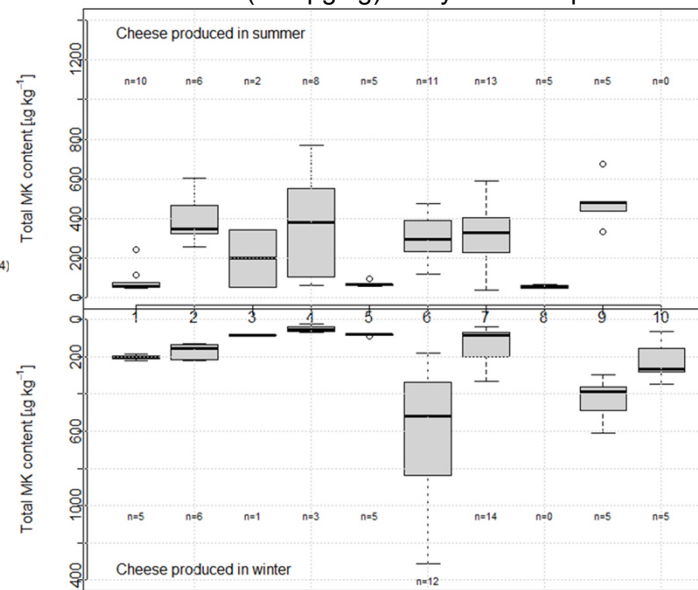 Cheese produced in summer
n=10 n=6 n=2 n=8 n=5 n=11 n=13 n=5 n=5 n=0
Total MK content [µg kg⁻¹]
1200
800
600
400
200
0
4)
1 2 3 4 5 6 7 8 9 10
0
200
600
1000
400
Total MK content [µg kg⁻¹]
n=5 n=6 n=1 n=3 n=5 n=14 n=0 n=5 n=5
Cheese produced in winter
n=12